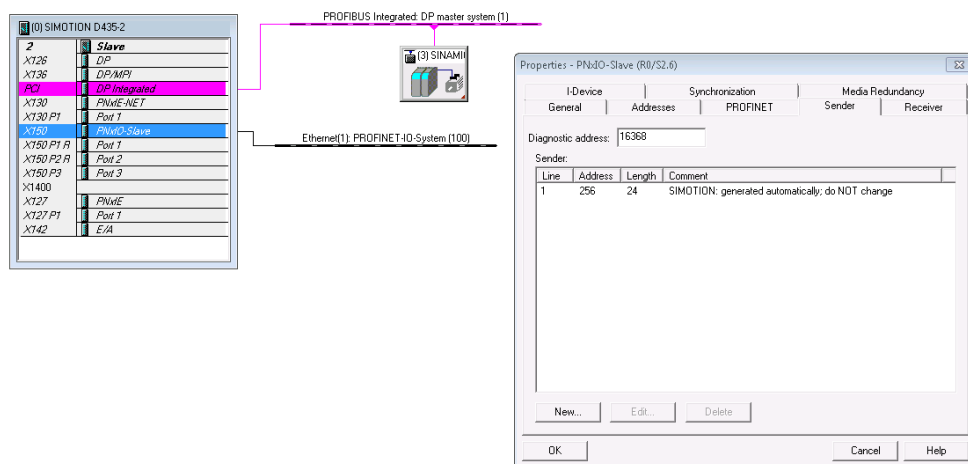 PROFIBUS Integrated: DP master system (1)
(0) SIMOTION D435-2
2 Slave
X126 DP
X136 DP/MPI
PCI DP Integrated
X130 PNxIE-NET
X130 P1 Port 1
X150 PNxIO-Slave
X150 P1 R Port 1
X150 P2 R Port 2
X150 P3 Port 3
X1400
X127 PNxIE
X127 P1 Port 1
X142 E/A
(3) SINAMI
Ethernet(1): PROFINET-IO-System (100)
Properties - PNxIO-Slave (R0/S2.6)
I-Device Synchronization Media Redundancy
General Addresses PROFINET Sender Receiver
Diagnostic address: 16368
Sender:
Line Address Length Comment
1 256 24 SIMOTION: generated automatically; do NOT change
New... Edit... Delete
OK Cancel Help